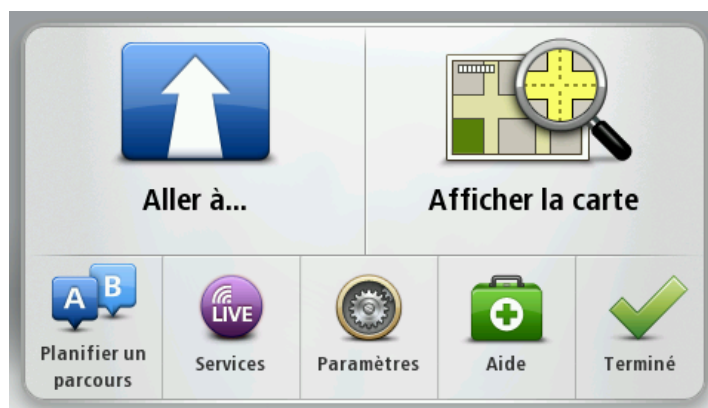 Aller à...
Afficher la carte
A B
LIVE
Planifier un
parcours
Services
Paramètres
Aide
Terminé